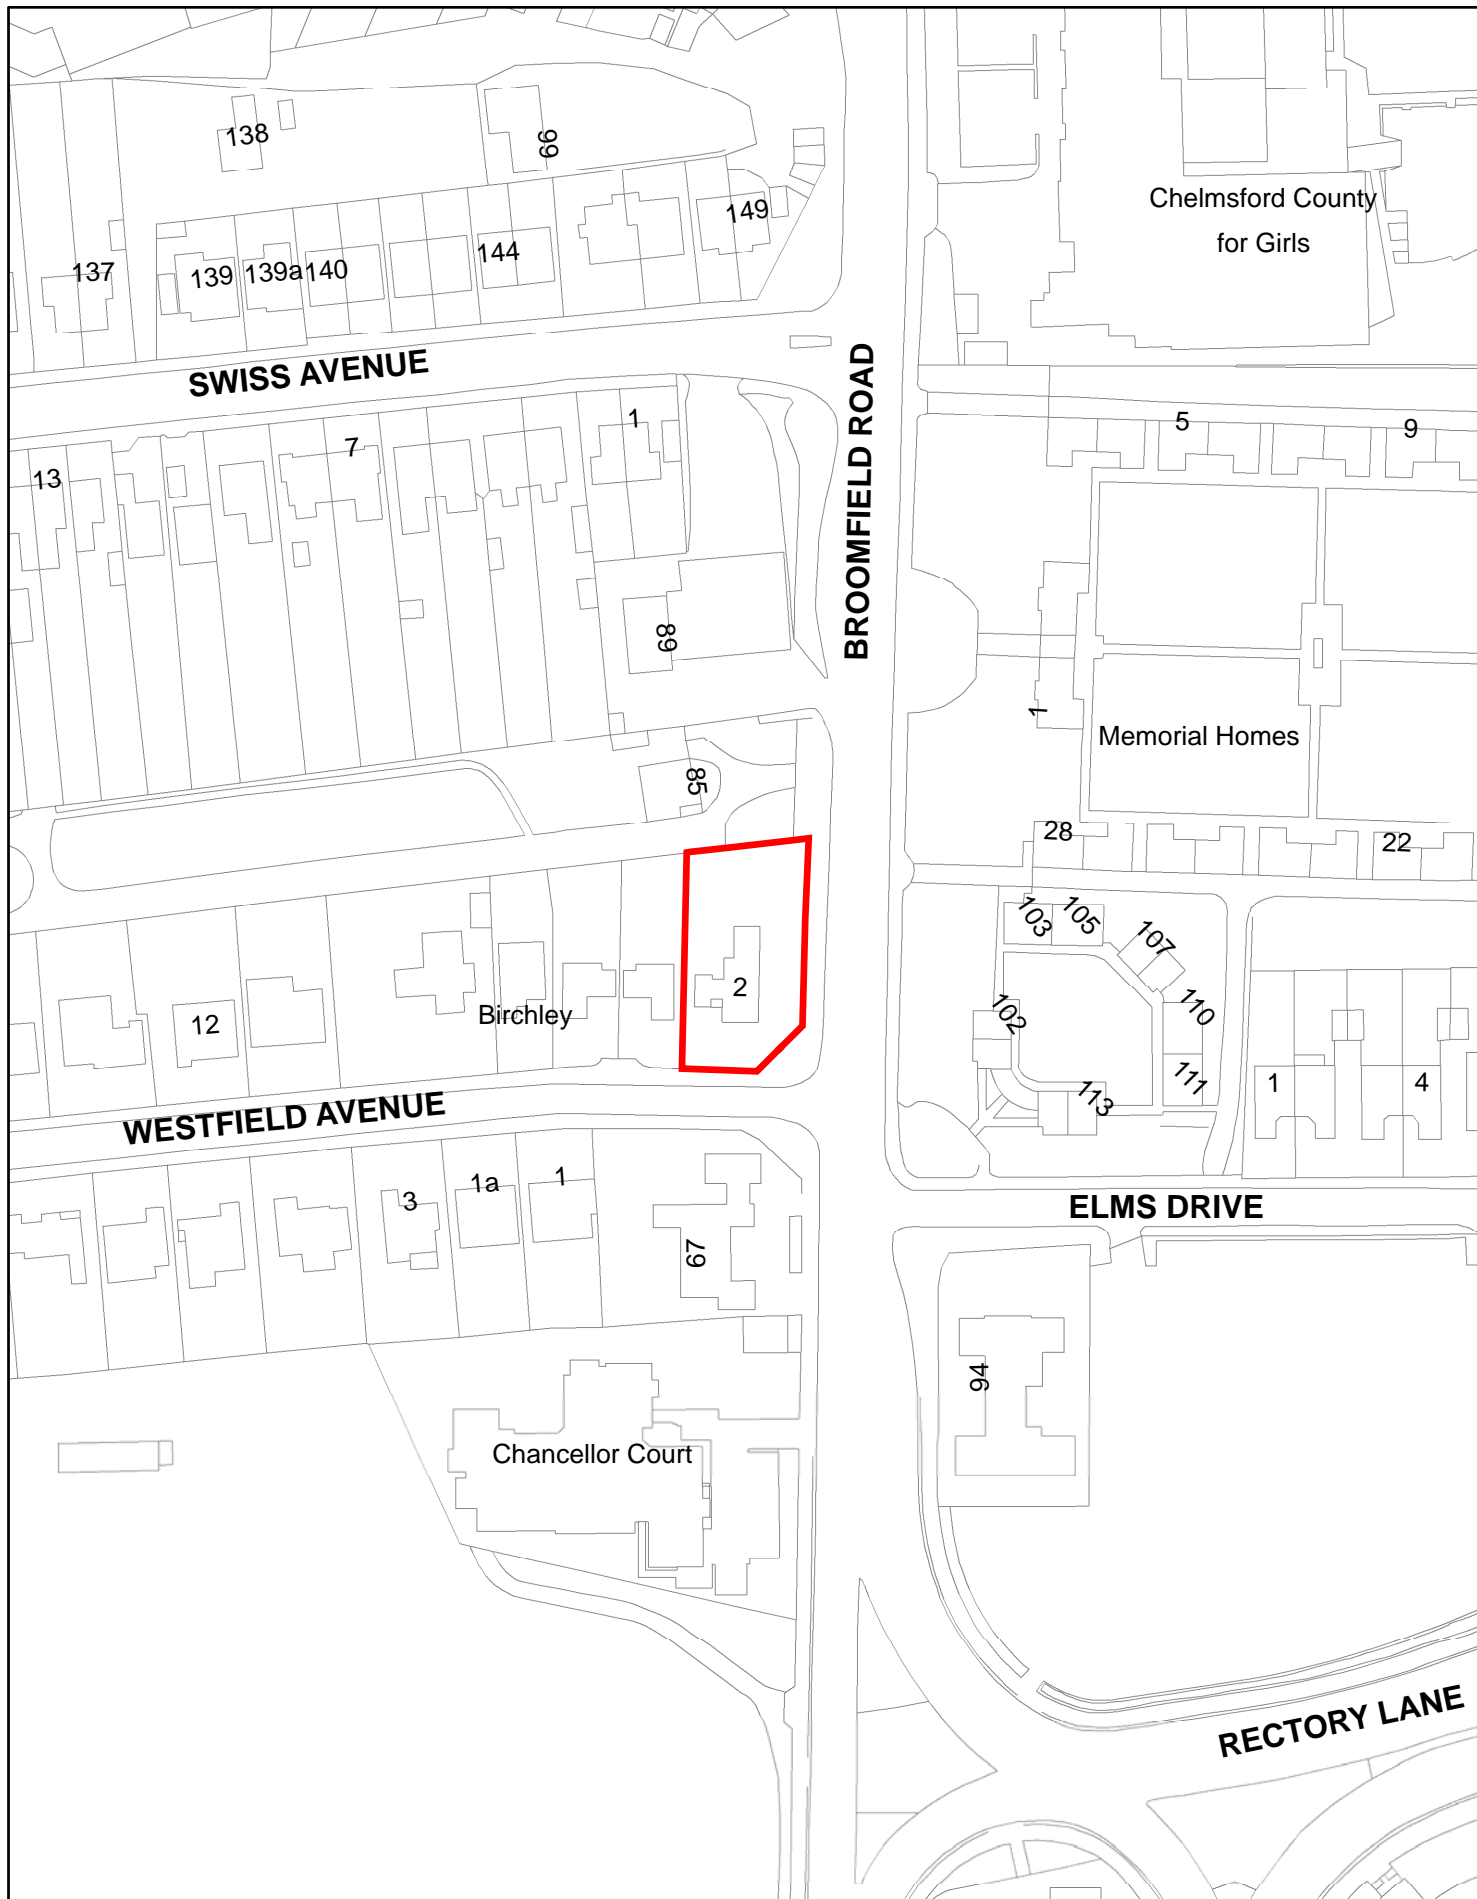 138
99
149
Chelmsford County
for Girls
137
139
139a
140
144
SWISS AVENUE
BROOMFIELD ROAD
1
7
13
5
9
89
1
Memorial Homes
85
28
22
103
105
107
2
12
Birchley
102
110
111
113
1
4
WESTFIELD AVENUE
3
1a
1
67
ELMS DRIVE
94
Chancellor Court
RECTORY LANE